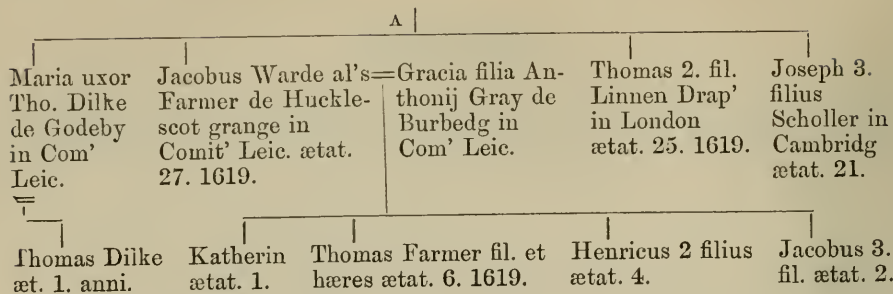 A
Maria uxor
Tho. Dilke
de Godeby
in Com'
Leic.
Jacobus Warde al's=Gracia filia An-
Farmer de Huckle-
scot grange in
Comit' Leic. ætat.
27. 1619.
thonij Gray de
Burbedg in
Com' Leic.
Thomas 2. fil.
Linnen Drap'
in London
ætat. 25. 1619.
Joseph 3.
filius
Scholler in
Cambridg
ætat. 21.
Thomas Dilke
æt. 1. anni.
Katherin
ætat. 1.
Thomas Farmer fil. et
hæres ætat. 6. 1619.
Henricus 2 filius
ætat. 4.
Jacobus 3.
fil. ætat. 2.